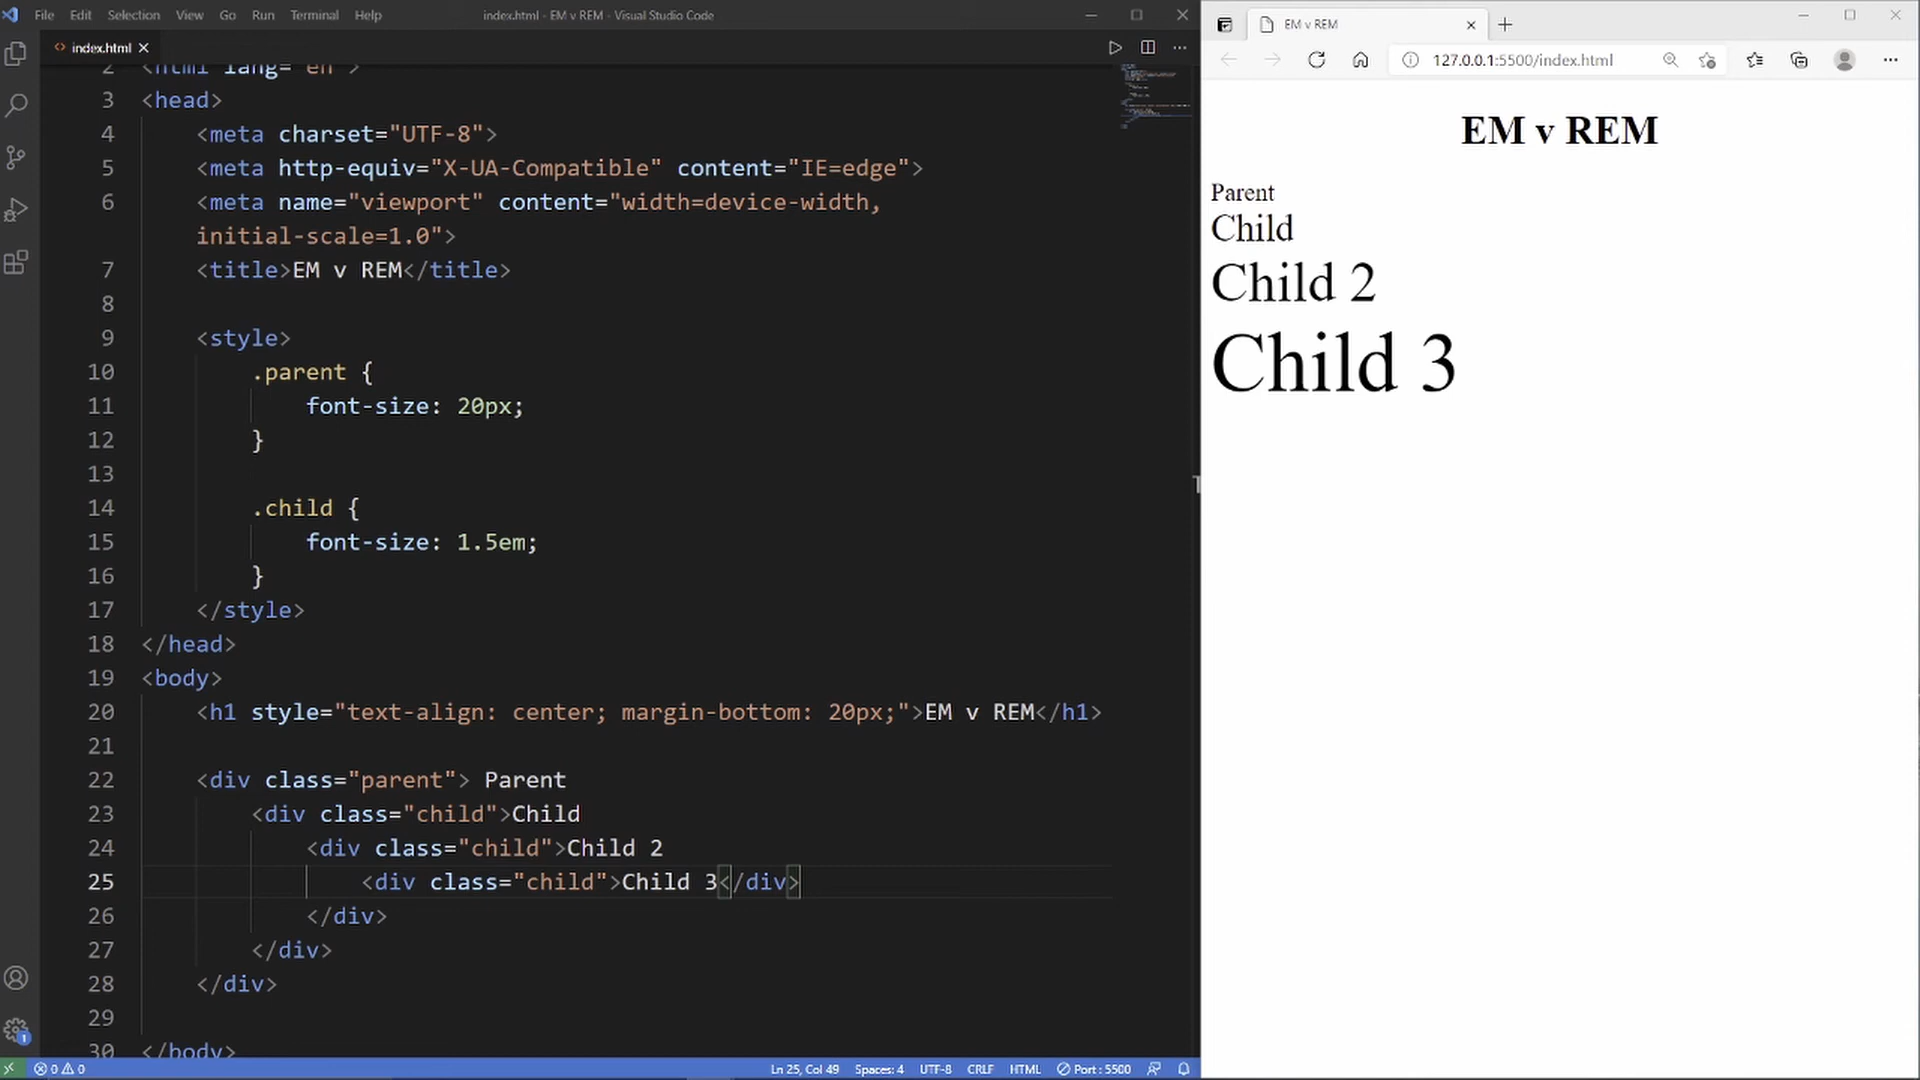 File Edit Selection View Go Run Terminal Help
index.html - EM v REM - Visual Studio Code
index.html
2 <html lang="en">
3 <head>
4 <meta charset="UTF-8">
5 <meta http-equiv="X-UA-Compatible" content="IE=edge">
6 <meta name="viewport" content="width=device-width,
initial-scale=1.0">
7 <title>EM v REM</title>
8
9 <style>
10 .parent {
11 font-size: 20px;
12 }
13
14 .child {
15 font-size: 1.5em;
16 }
17 </style>
18 </head>
19 <body>
20 <h1 style="text-align: center; margin-bottom: 20px;">EM v REM</h1>
21
22 <div class="parent"> Parent
23 <div class="child">Child
24 <div class="child">Child 2
25 <div class="child">Child 3</div>
26 </div>
27 </div>
28 </div>
29
30 </body>
1
0 0
Ln 25, Col 49 Spaces: 4 UTF-8 CRLF HTML Port : 5500
EM v REM
127.0.0.1:5500/index.html
EM v REM
Parent
Child
Child 2
Child 3